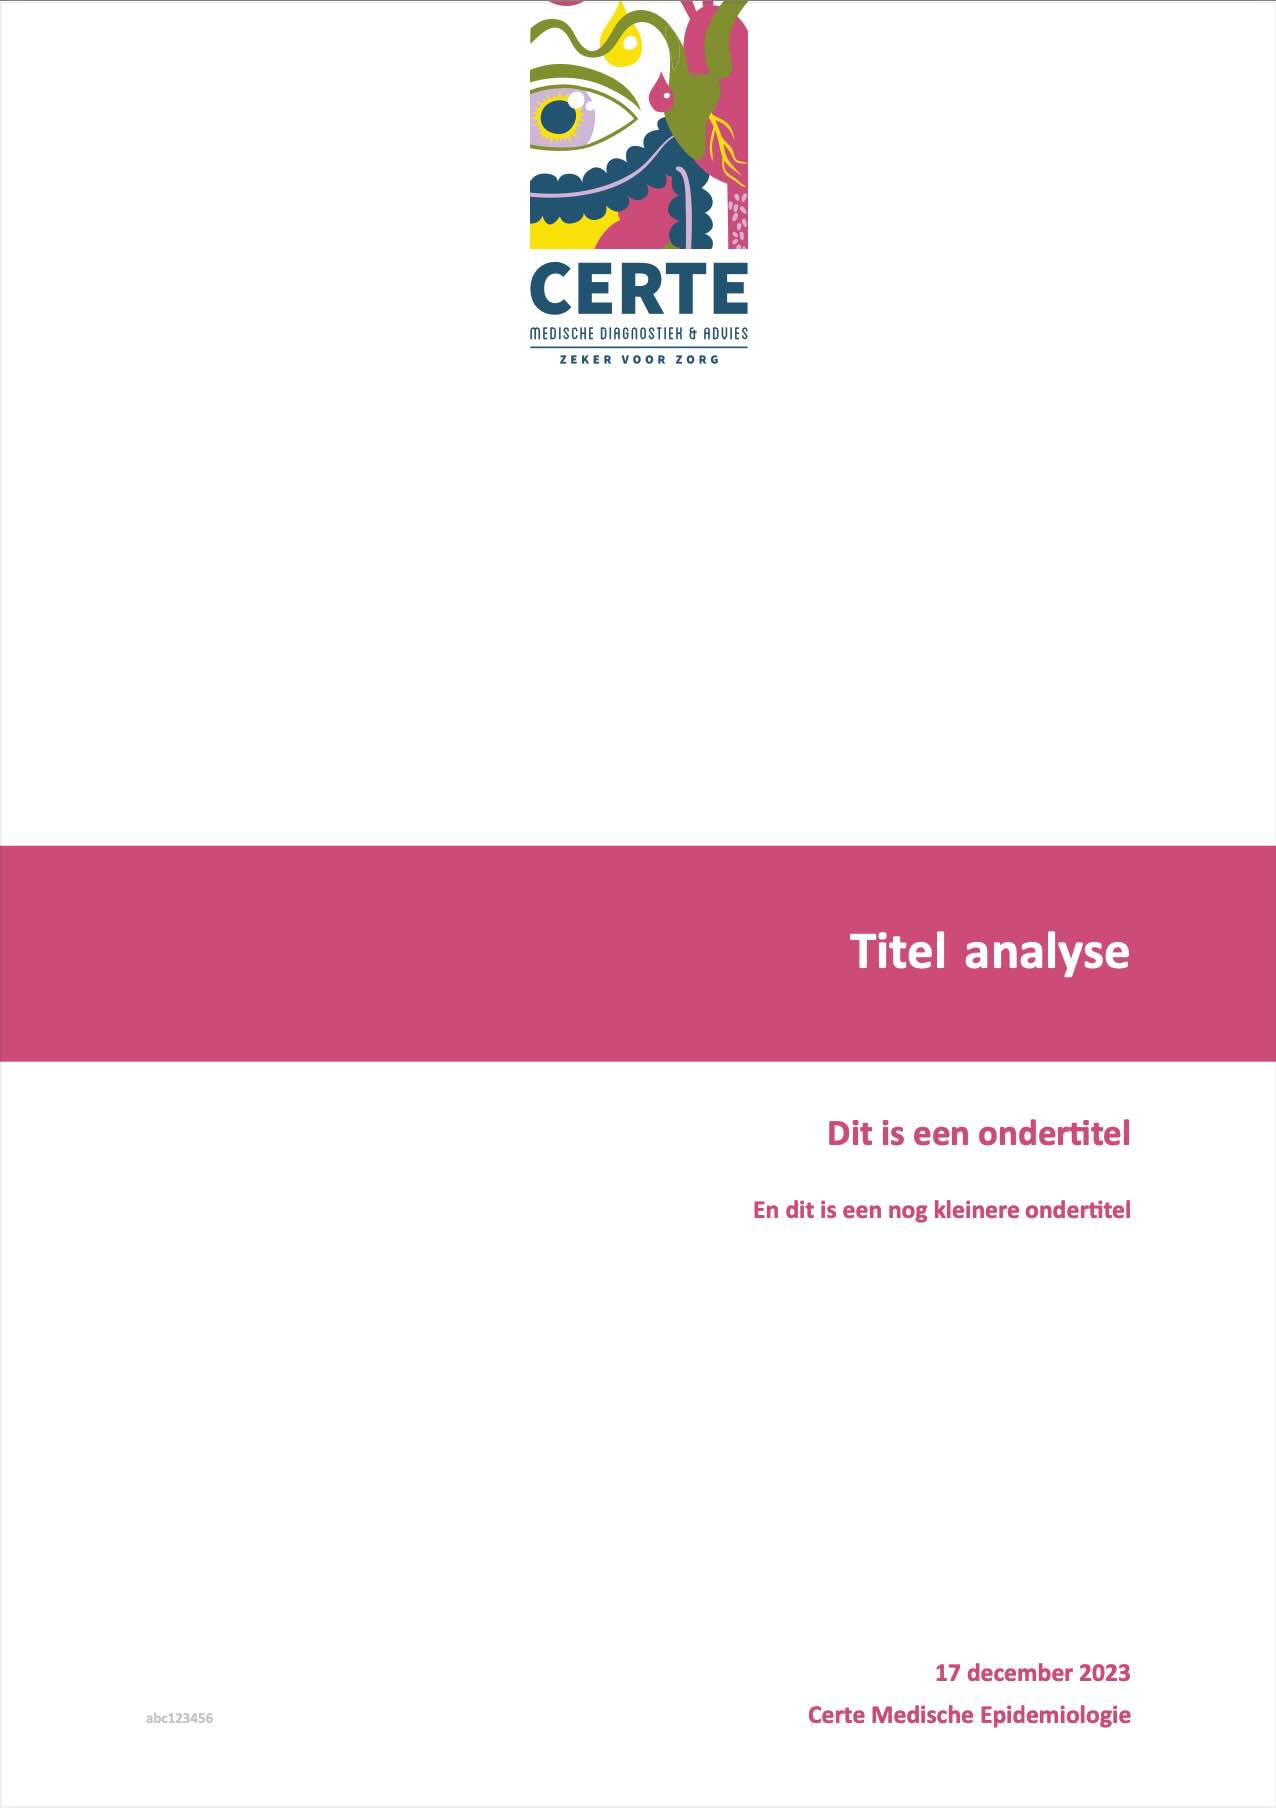 CERTE
MEDISCHE DIAGNOSTIEK & ADVIES
ZEKER VOOR ZORG
Titel analyse
Dit is een ondertitel
En dit is een nog kleinere ondertitel
17 december 2023
abc123456
Certe Medische Epidemiologie